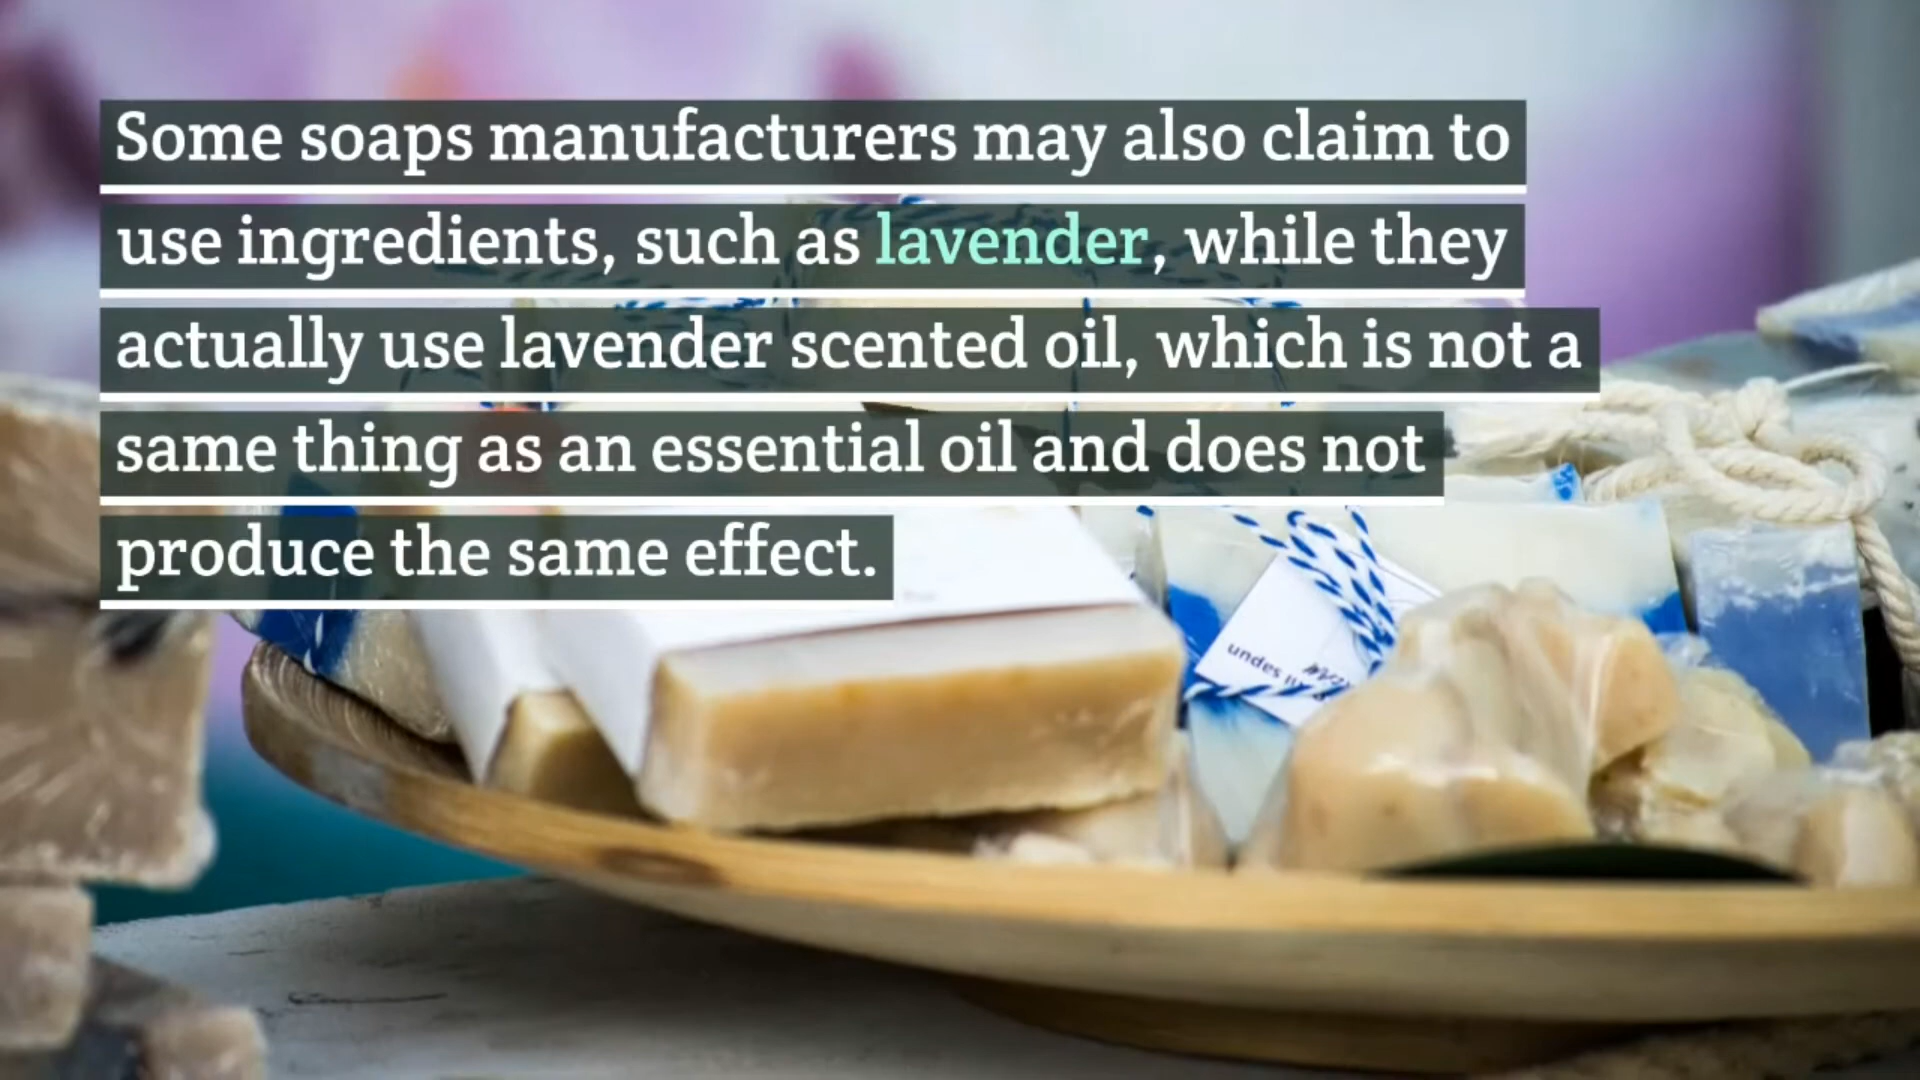 Some soaps manufacturers may also claim to
use ingredients, such as lavender, while they
actually use lavender scented oil, which is not a
same thing as an essential oil and does not
produce the same effect.
undes